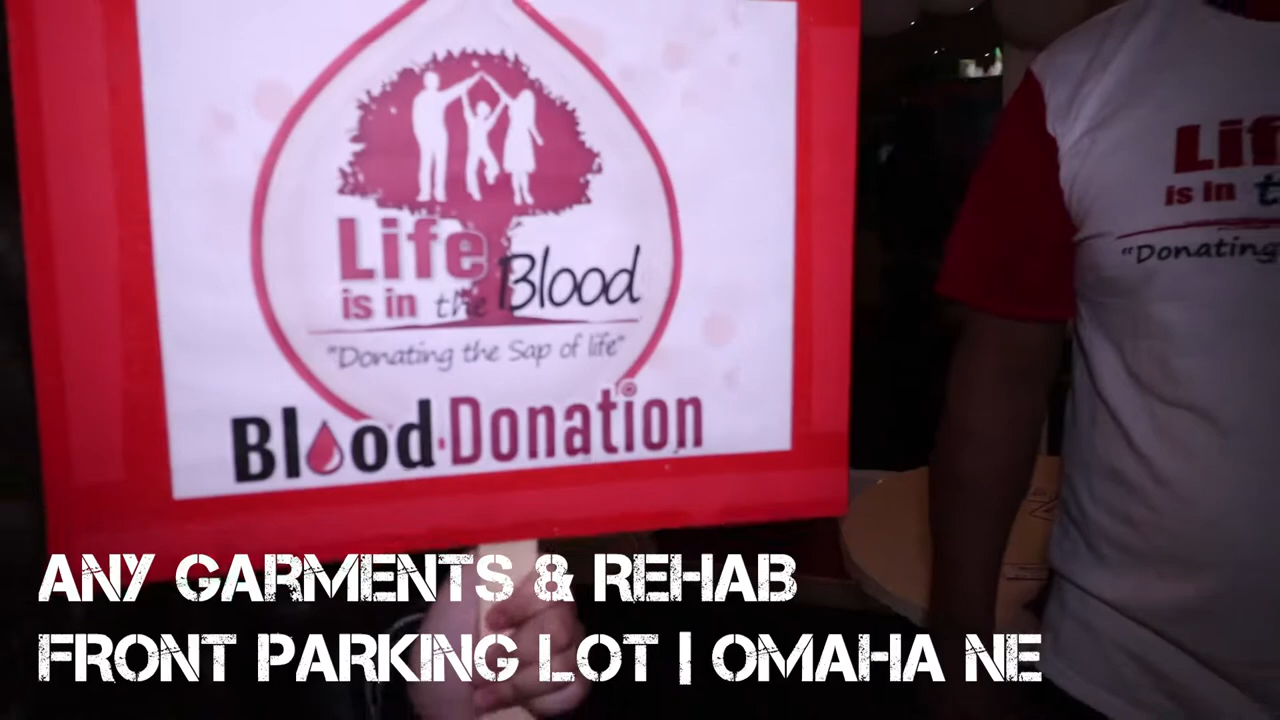 Life
is in the Blood
"Donating the Sap of life"
Blood Donation
Lif
is in t
"Donating
ANY GARMENTS & REHAB
FRONT PARKING LOT | OMAHA NE